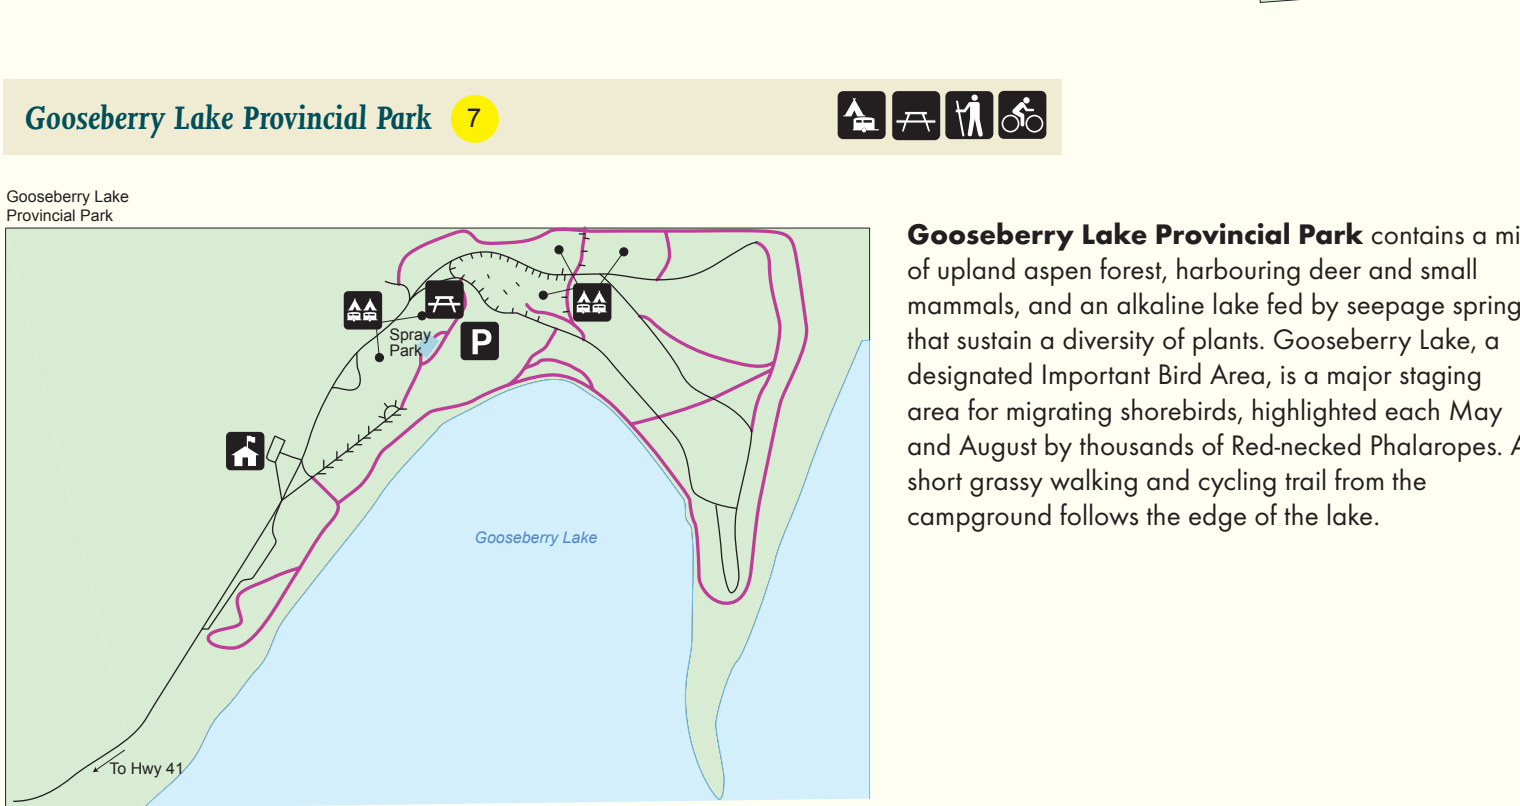 Gooseberry Lake Provincial Park 7
Gooseberry Lake
Provincial Park
Spray
Park
P
Gooseberry Lake
To Hwy 41
Gooseberry Lake Provincial Park contains a mi
of upland aspen forest, harbouring deer and small
mammals, and an alkaline lake fed by seepage spring
that sustain a diversity of plants. Gooseberry Lake, a
designated Important Bird Area, is a major staging
area for migrating shorebirds, highlighted each May
and August by thousands of Red-necked Phalaropes. A
short grassy walking and cycling trail from the
campground follows the edge of the lake.